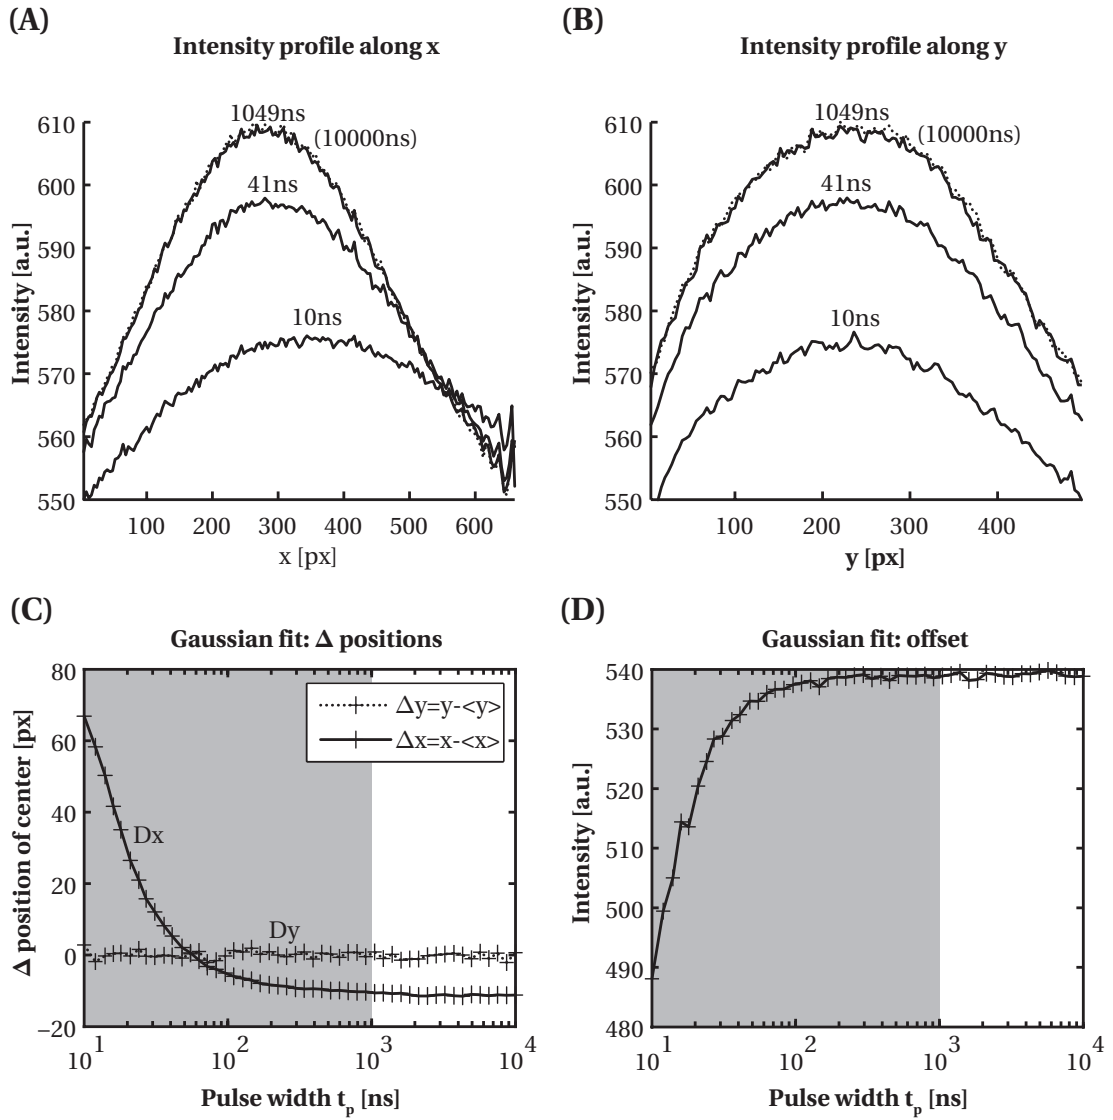 (A)
Intensity profile along x
1049ns
(10000ns)
41ns
10ns
610
600
590
580
570
560
550
Intensity [a.u.]
100 200 300 400 500 600
x [px]
(B)
Intensity profile along y
1049ns
(10000ns)
41ns
10ns
610
600
590
580
570
560
550
Intensity [a.u.]
100 200 300 400
y [px]
(C)
Gaussian fit: Δ positions
80
60
40
20
0
−20
Δ position of center [px]
Δy=y-<y>
Δx=x-<x>
Dx
Dy
10^1 10^2 10^3 10^4
Pulse width t_p [ns]
(D)
Gaussian fit: offset
540
530
520
510
500
490
480
Intensity [a.u.]
10^1 10^2 10^3 10^4
Pulse width t_p [ns]